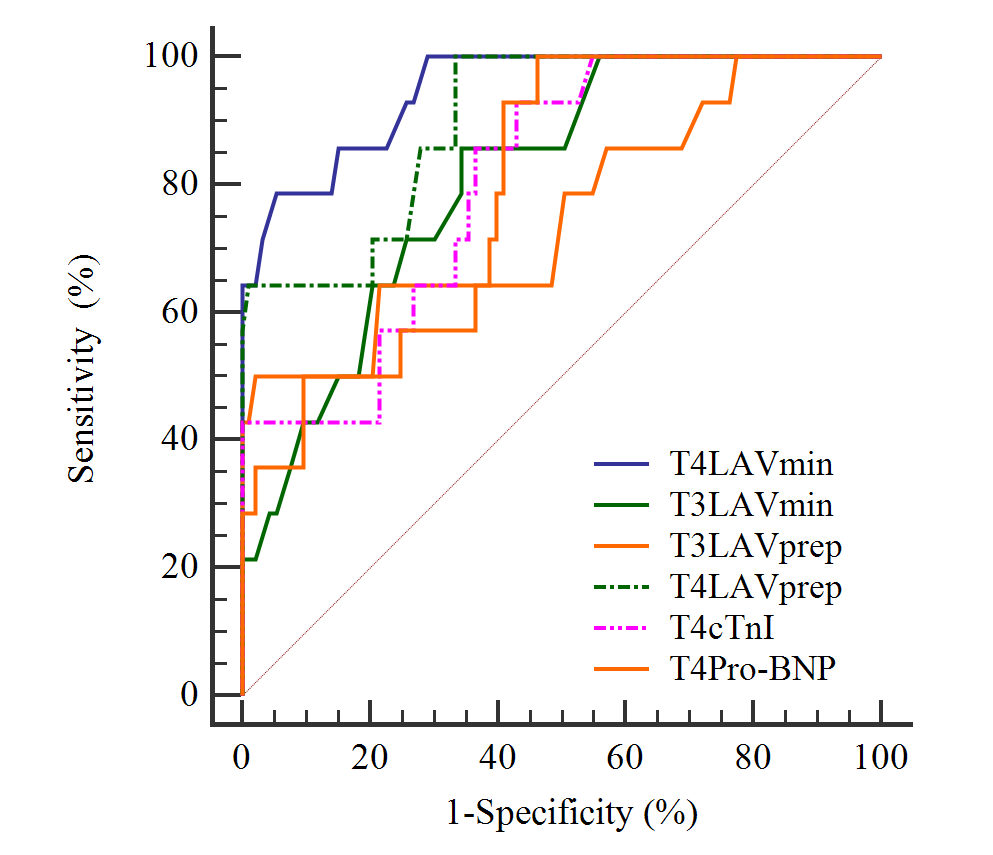 100
80
60
40
20
0
Sensitivity (%)
T4LAVmin
T3LAVmin
T3LAVprep
T4LAVprep
T4cTnI
T4Pro-BNP
0 20 40 60 80 100
1-Specificity (%)